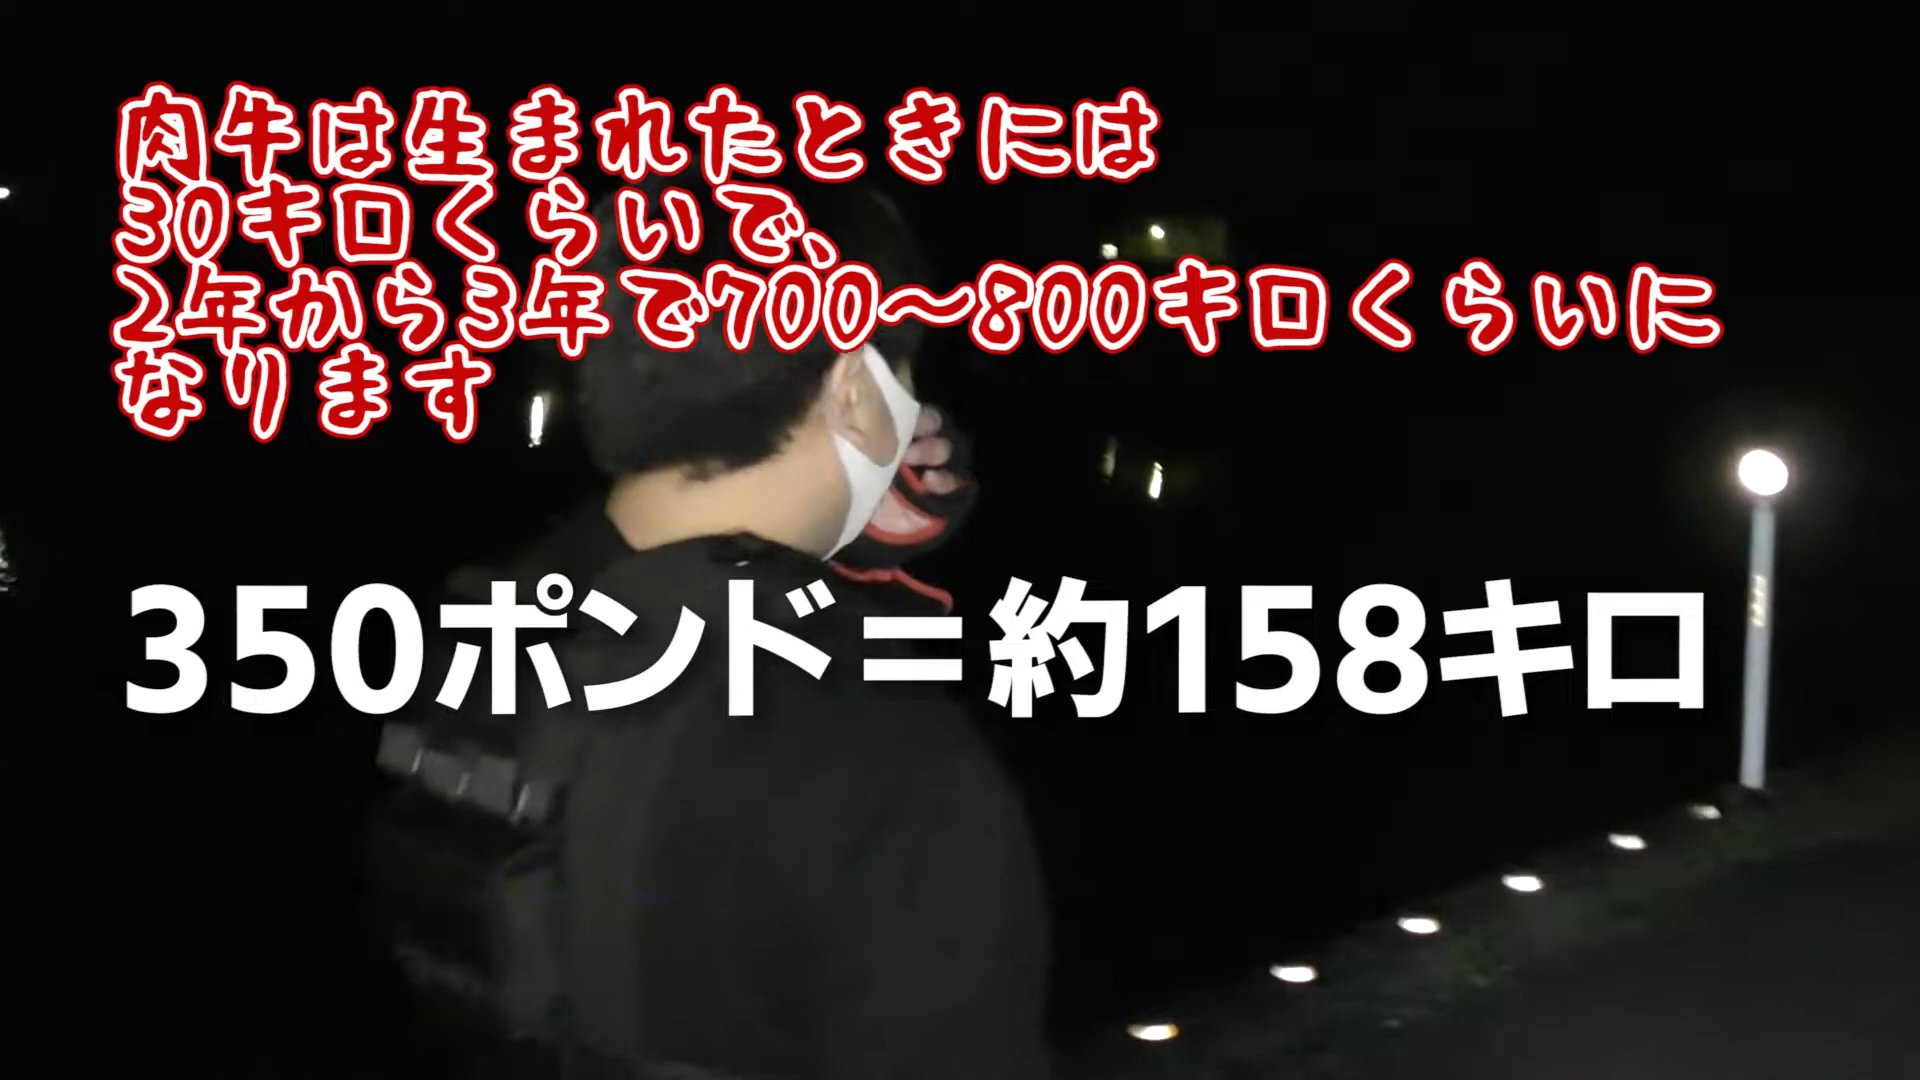 肉牛は生まれたときには
30キロくらいで、
2年から3年で700〜800キロくらいに
なります
350ポンド=約158キロ